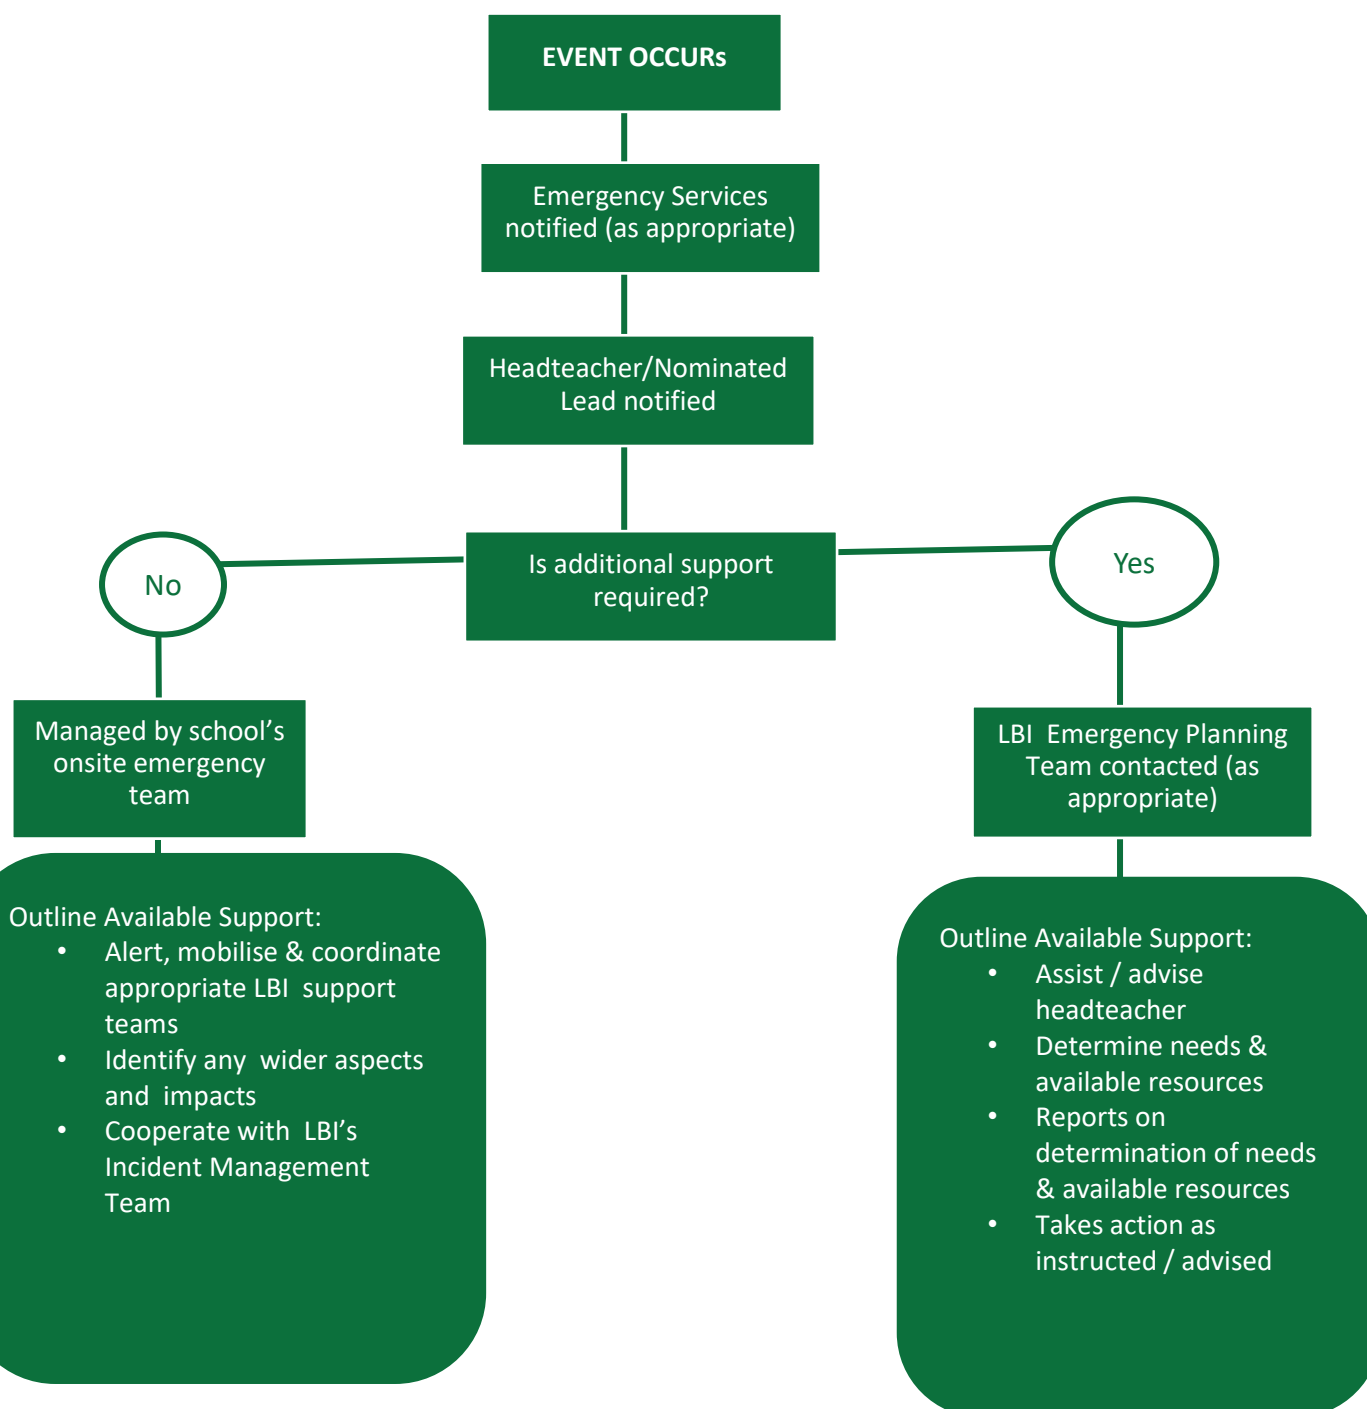 EVENT OCCURs
Emergency Services
notified (as appropriate)
Headteacher/Nominated
Lead notified
Is additional support
required?
No
Yes
Managed by school’s
onsite emergency
team
LBI  Emergency Planning
Team contacted (as
appropriate)
Outline Available Support:
• Alert, mobilise & coordinate
appropriate LBI  support
teams
• Identify any  wider aspects
and  impacts
• Cooperate with  LBI’s
Incident Management
Team
Outline Available Support:
• Assist / advise
headteacher
• Determine needs &
available resources
• Reports on
determination of needs
& available resources
• Takes action as
instructed / advised